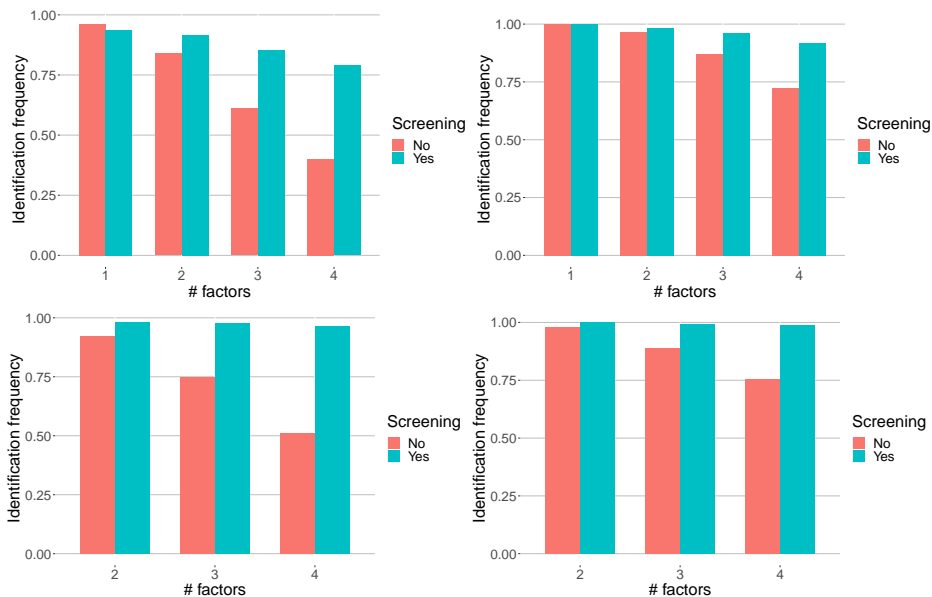 1.00
0.75
0.50
0.25
0.00
Identification frequency
1 2 3 4
# factors
Screening
No
Yes
1.00
0.75
0.50
0.25
0.00
Identification frequency
1 2 3 4
# factors
Screening
No
Yes
1.00
0.75
0.50
0.25
0.00
Identification frequency
2 3 4
# factors
Screening
No
Yes
1.00
0.75
0.50
0.25
0.00
Identification frequency
2 3 4
# factors
Screening
No
Yes